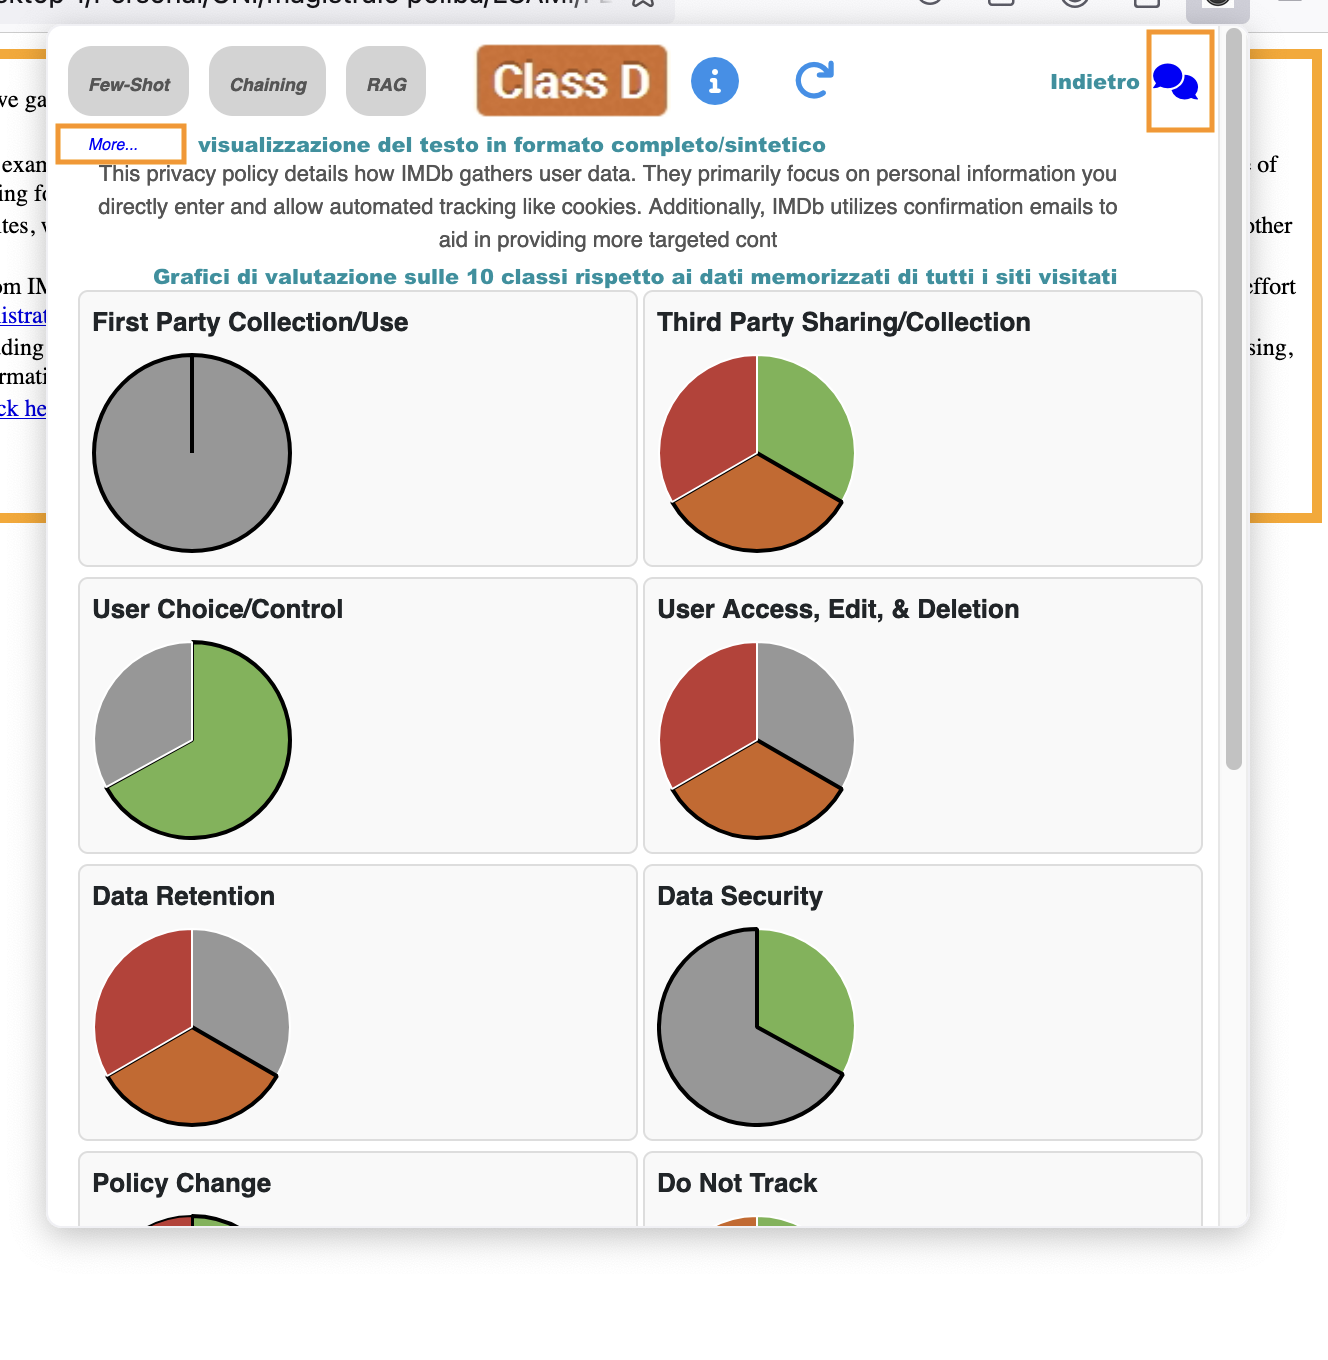 Few-Shot
Chaining
RAG
Class D
i
Indietro
More...
visualizzazione del testo in formato completo/sintetico
This privacy policy details how IMDb gathers user data. They primarily focus on personal information you
directly enter and allow automated tracking like cookies. Additionally, IMDb utilizes confirmation emails to
aid in providing more targeted cont
Grafici di valutazione sulle 10 classi rispetto ai dati memorizzati di tutti i siti visitati
First Party Collection/Use
Third Party Sharing/Collection
User Choice/Control
User Access, Edit, & Deletion
Data Retention
Data Security
Policy Change
Do Not Track
of